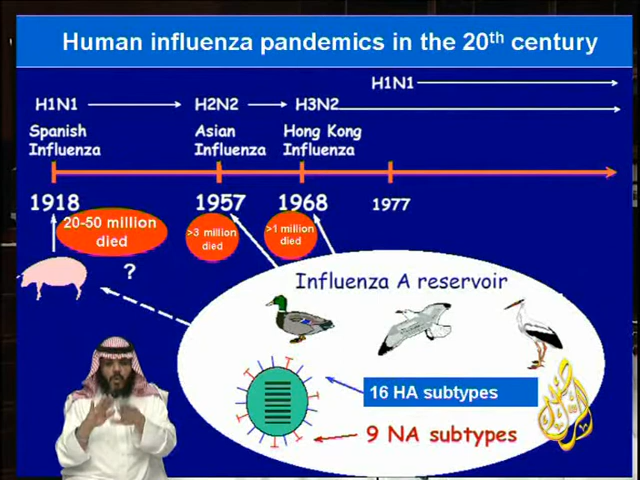 Human influenza pandemics in the 20th century
H1N1
H1N1 H2N2 H3N2
Spanish Influenza
Asian Influenza
Hong Kong Influenza
1918 1957 1968 1977
20-50 million died
>3 million died
>1 million died
?
Influenza A reservoir
16 HA subtypes
9 NA subtypes